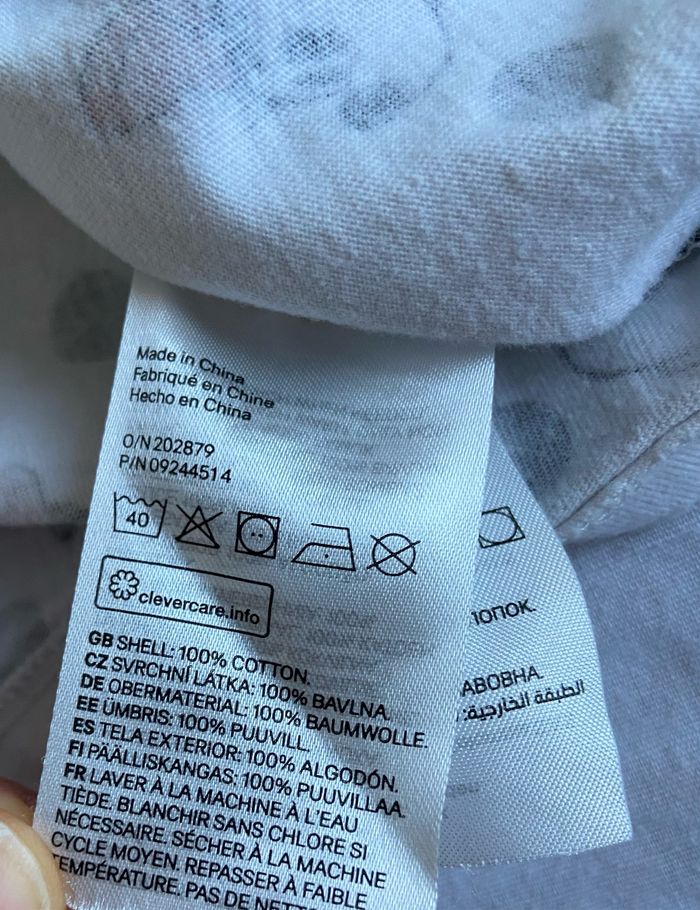 Made in China
Fabriqué en Chine
Hecho en China
O/N 202879
P/N 09244514
40
clevercare.info
GB SHELL: 100% COTTON.
CZ SVRCHNÍ LÁTKA: 100% BAVLNA.
DE OBERMATERIAL: 100% BAUMWOLLE.
EE ÜMBRIS: 100% PUUVILL.
ES TELA EXTERIOR: 100% ALGODÓN.
FI PÄÄLLISKANGAS: 100% PUUVILLAA.
FR LAVER À LA MACHINE À L'EAU
TIÈDE. BLANCHIR SANS CHLORE SI
NÉCESSAIRE. SÉCHER À LA MACHINE
CYCLE MOYEN. REPASSER À FAIBLE
TEMPÉRATURE. PAS DE
ЛОПОК.
АВОВНА.
الطبقة الخارجية: